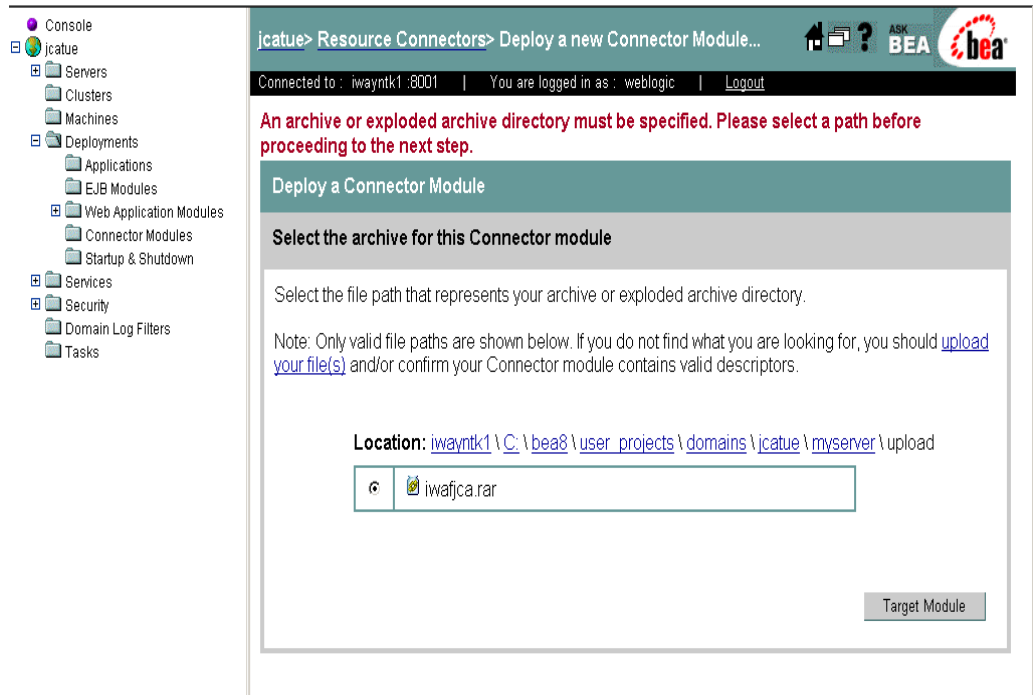 Console
jcatue
Servers
Clusters
Machines
Deployments
Applications
EJB Modules
Web Application Modules
Connector Modules
Startup & Shutdown
Services
Security
Domain Log Filters
Tasks
jcatue> Resource Connectors> Deploy a new Connector Module...
? ASK BEA bea
Connected to : iwayntk1 :8001 | You are logged in as : weblogic | Logout
An archive or exploded archive directory must be specified. Please select a path before
proceeding to the next step.
Deploy a Connector Module
Select the archive for this Connector module
Select the file path that represents your archive or exploded archive directory.
Note: Only valid file paths are shown below. If you do not find what you are looking for, you should upload
your file(s) and/or confirm your Connector module contains valid descriptors.
Location: iwayntk1 \ C: \ bea8 \ user_projects \ domains \ jcatue \ myserver \ upload
iwafjca.rar
Target Module